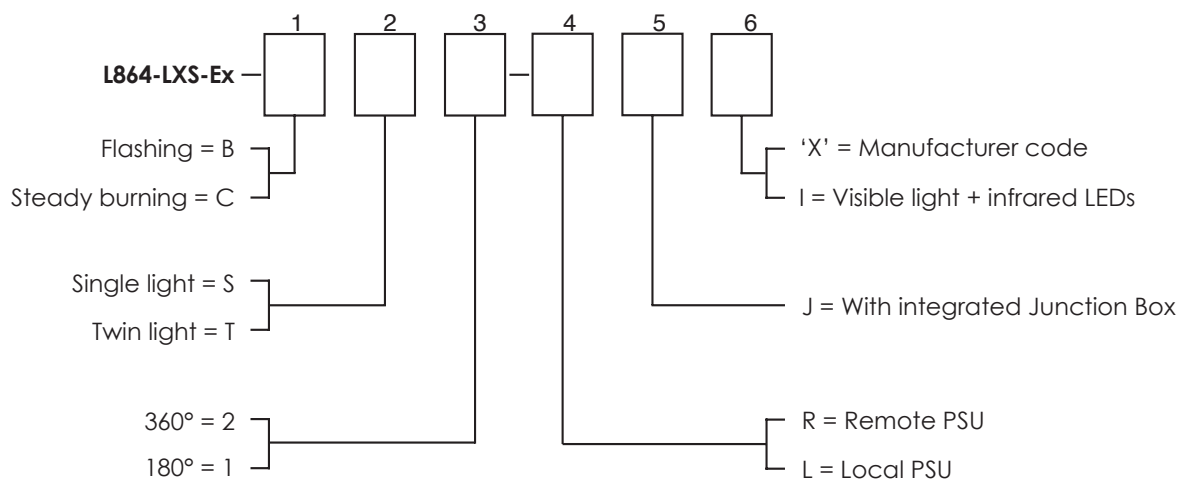 1 2 3 4 5 6
L864-LXS-Ex
Flashing = B
Steady burning = C
Single light = S
Twin light = T
360° = 2
180° = 1
‘X’ = Manufacturer code
I = Visible light + infrared LEDs
J = With integrated Junction Box
R = Remote PSU
L = Local PSU